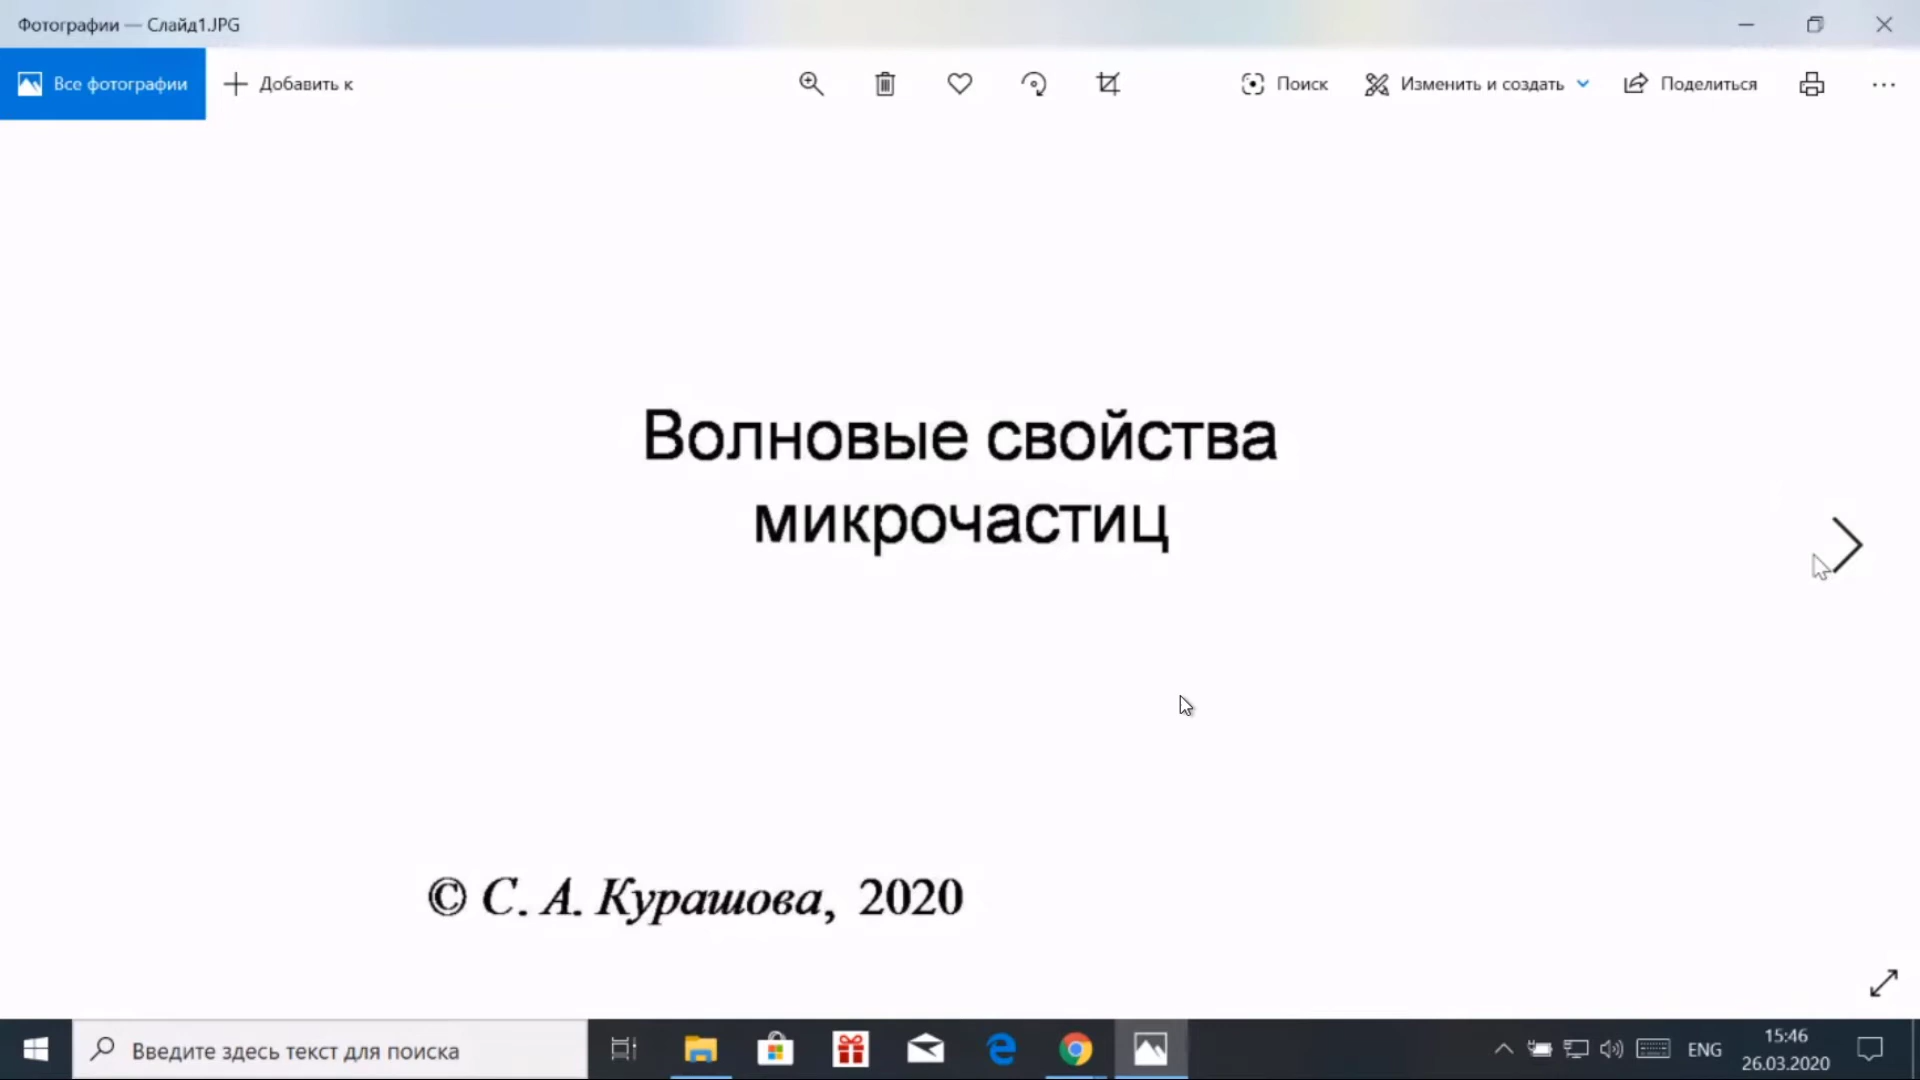 Фотографии — Слайд1.JPG
Все фотографии
Добавить к
Поиск
Изменить и создать
Поделиться
Волновые свойства
микрочастиц
© С. А. Курашова, 2020
Введите здесь текст для поиска
ENG
15:46
26.03.2020